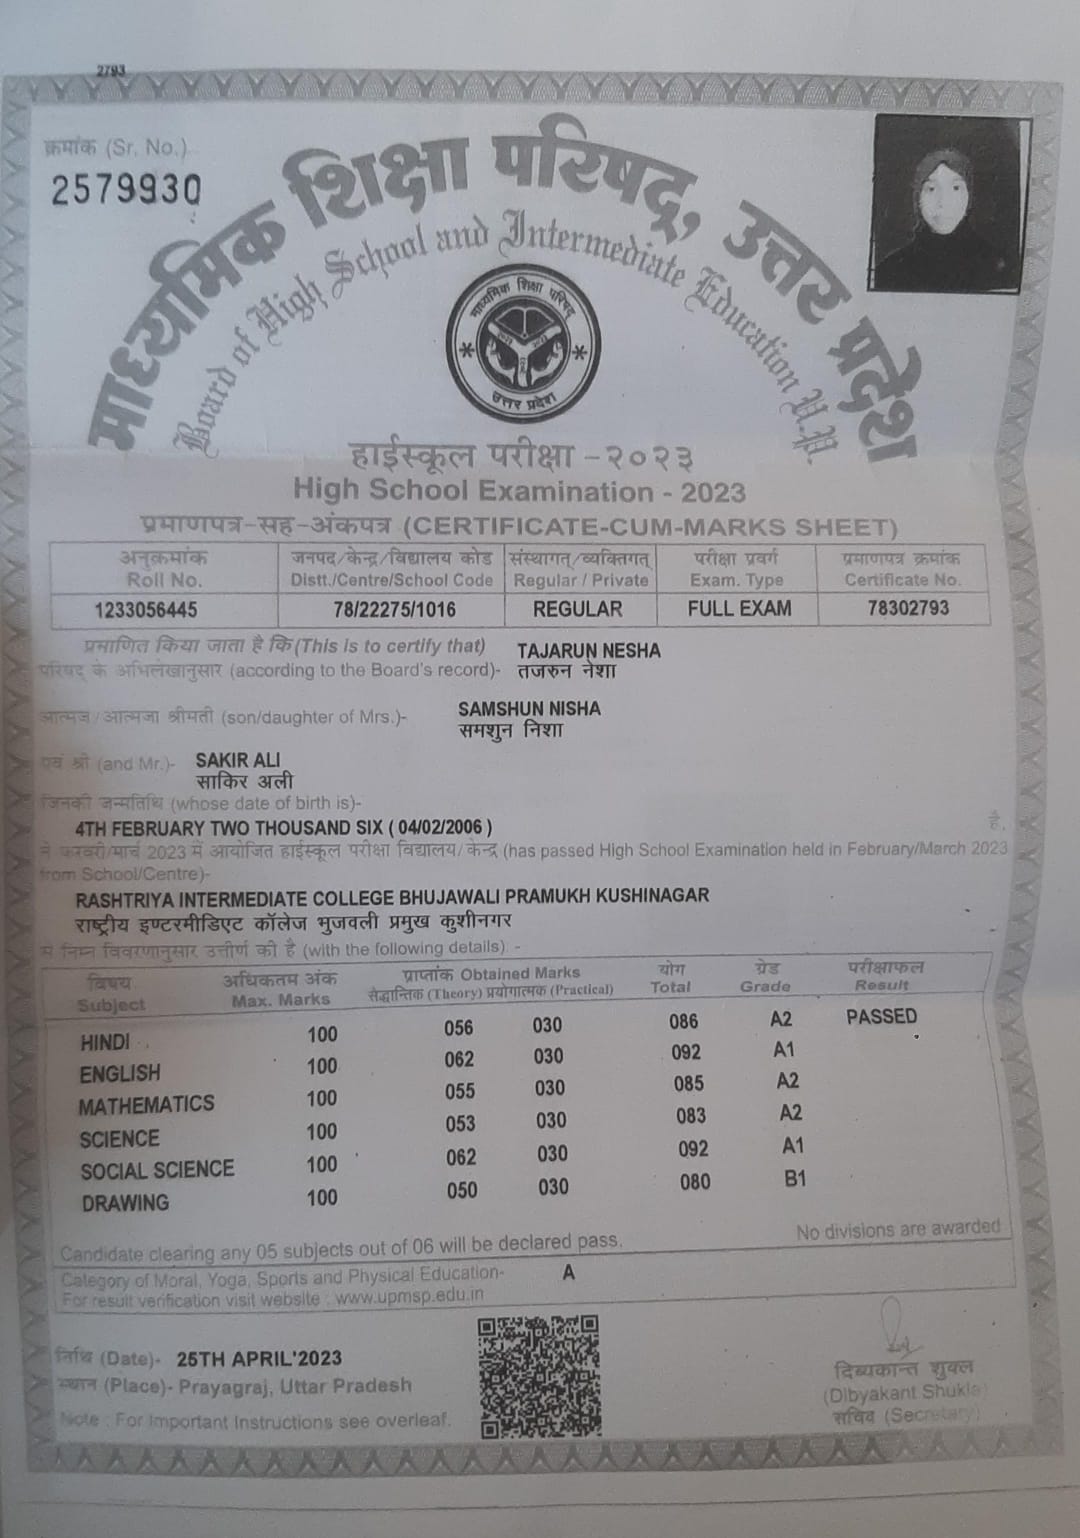 2793
क्रमांक (Sr. No.)
2579930
माध्यमिक शिक्षा परिषद्, उत्तर प्रदेश
Board of High School and Intermediate Education U.P.
माध्यमिक शिक्षा परिषद
उत्तर प्रदेश
हाईस्कूल परीक्षा -२०२३
High School Examination - 2023
प्रमाणपत्र-सह-अंकपत्र (CERTIFICATE-CUM-MARKS SHEET)
अनुक्रमांक जनपद/केन्द्र/विद्यालय कोड संस्थागत्/व्यक्तिगत् परीक्षा प्रवर्ग प्रमाणपत्र क्रमांक
Roll No. Distt./Centre/School Code Regular / Private Exam. Type Certificate No.
1233056445 78/22275/1016 REGULAR FULL EXAM 78302793
प्रमाणित किया जाता है कि (This is to certify that) TAJARUN NESHA
परिषद् के अभिलेखानुसार (according to the Board's record)- तजरुन नेशा
SAMSHUN NISHA
आत्मज/आत्मजा श्रीमती (son/daughter of Mrs.)- समशुन निशा
एवं श्री (and Mr.)- SAKIR ALI
साकिर अली
जिनकी जन्मतिथि (whose date of birth is)-
4TH FEBRUARY TWO THOUSAND SIX ( 04/02/2006 ) है,
ने फरवरी/मार्च 2023 में आयोजित हाईस्कूल परीक्षा विद्यालय/ केन्द्र (has passed High School Examination held in February/March 2023
from School/Centre)-
RASHTRIYA INTERMEDIATE COLLEGE BHUJAWALI PRAMUKH KUSHINAGAR
राष्ट्रीय इण्टरमीडिएट कॉलेज भुजवली प्रमुख कुशीनगर
से निम्न विवरणानुसार उत्तीर्ण की है (with the following details) -
विषय अधिकतम अंक प्राप्तांक Obtained Marks योग ग्रेड परीक्षाफल
Subject Max. Marks सैद्धान्तिक (Theory) प्रयोगात्मक (Practical) Total Grade Result
HINDI 100 056 030 086 A2 PASSED
ENGLISH 100 062 030 092 A1
MATHEMATICS 100 055 030 085 A2
SCIENCE 100 053 030 083 A2
SOCIAL SCIENCE 100 062 030 092 A1
DRAWING 100 050 030 080 B1
Candidate clearing any 05 subjects out of 06 will be declared pass. No divisions are awarded
Category of Moral, Yoga, Sports and Physical Education- A
For result verification visit website : www.upmsp.edu.in
तिथि (Date)- 25TH APRIL'2023
स्थान (Place)- Prayagraj, Uttar Pradesh
Note : For Important Instructions see overleaf.
दिब्यकान्त शुक्ल
(Dibyakant Shukla)
सचिव (Secretary)